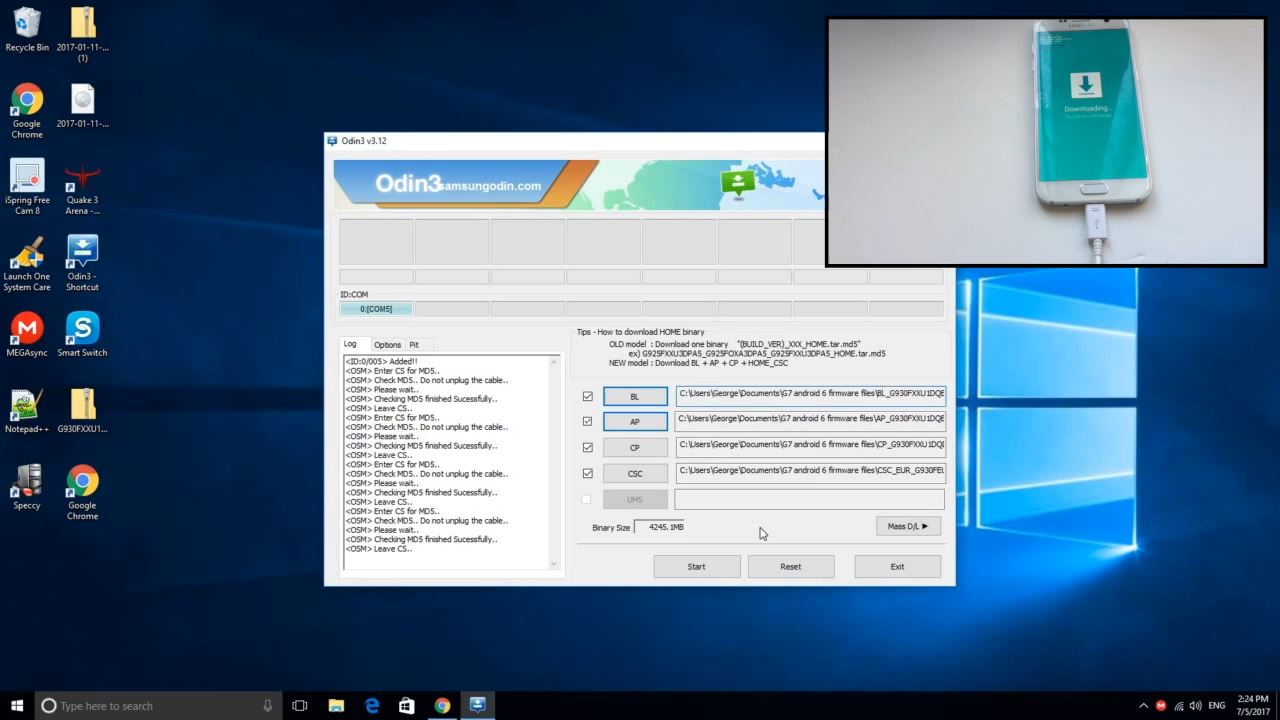 Recycle Bin
2017-01-11-...
(1)
Google
Chrome
2017-01-11-...
iSpring Free
Cam 8
Quake 3
Arena -...
Launch One
System Care
Odin3 -
Shortcut
MEGAsync
Smart Switch
Notepad++
G930FXXU1...
Speccy
Google
Chrome
Odin3 v3.12
Odin3
samsungodin.com
ID:COM
0:[COM5]
Log
Options
Pit
<ID:0/005> Added!!
<OSM> Enter CS for MD5..
<OSM> Check MD5.. Do not unplug the cable..
<OSM> Please wait..
<OSM> Checking MD5 finished Sucessfully..
<OSM> Leave CS..
<OSM> Enter CS for MD5..
<OSM> Check MD5.. Do not unplug the cable..
<OSM> Please wait..
<OSM> Checking MD5 finished Sucessfully..
<OSM> Leave CS..
<OSM> Enter CS for MD5..
<OSM> Check MD5.. Do not unplug the cable..
<OSM> Please wait..
<OSM> Checking MD5 finished Sucessfully..
<OSM> Leave CS..
<OSM> Enter CS for MD5..
<OSM> Check MD5.. Do not unplug the cable..
<OSM> Please wait..
<OSM> Checking MD5 finished Sucessfully..
<OSM> Leave CS..
Tips - How to download HOME binary
OLD model : Download one binary "(BUILD_VER)_XXX_HOME.tar.md5"
ex) G925FXXU3DPA5_G925FOXA3DPA5_G925FXXU3DPA5_HOME.tar.md5
NEW model : Download BL + AP + CP + HOME_CSC
BL
C:\Users\George\Documents\G7 android 6 firmware files\BL_G930FXXU1DQE
AP
C:\Users\George\Documents\G7 android 6 firmware files\AP_G930FXXU1DQE
CP
C:\Users\George\Documents\G7 android 6 firmware files\CP_G930FXXU1DQ
CSC
C:\Users\George\Documents\G7 android 6 firmware files\CSC_EUR_G930FE
UMS
Binary Size
4245.1MB
Mass D/L
Start
Reset
Exit
Downloading...
Type here to search
ENG
2:24 PM
7/5/2017